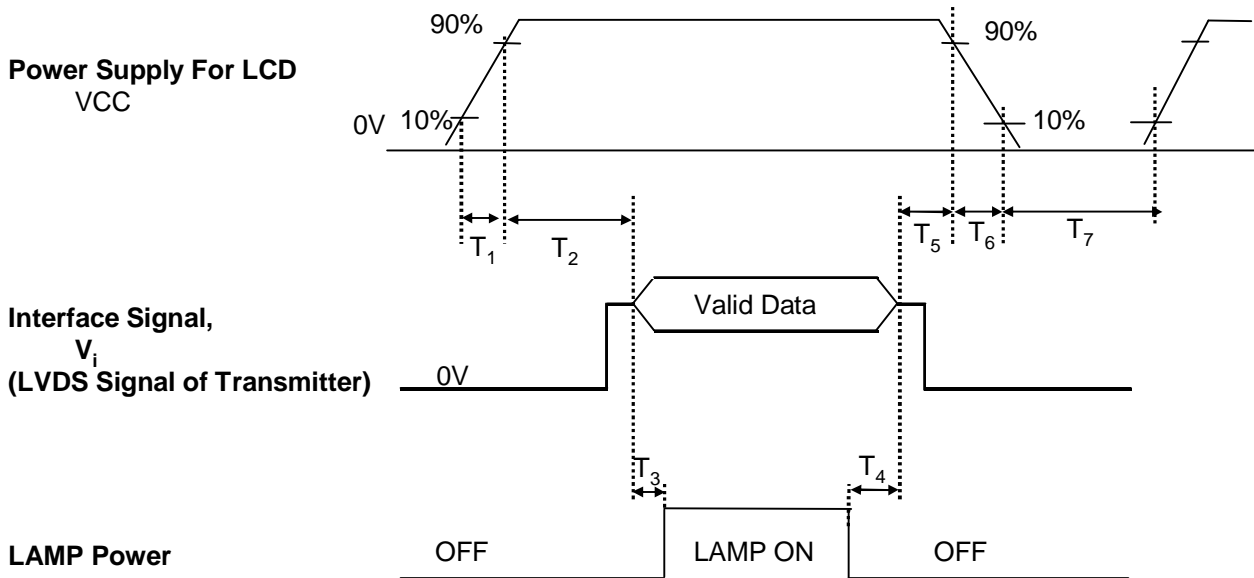 90%
90%
Power Supply For LCD
VCC
0V
10%
10%
T1
T2
T5
T6
T7
Interface Signal,
Vi
(LVDS Signal of Transmitter)
Valid Data
0V
T3
T4
LAMP Power
OFF
LAMP ON
OFF